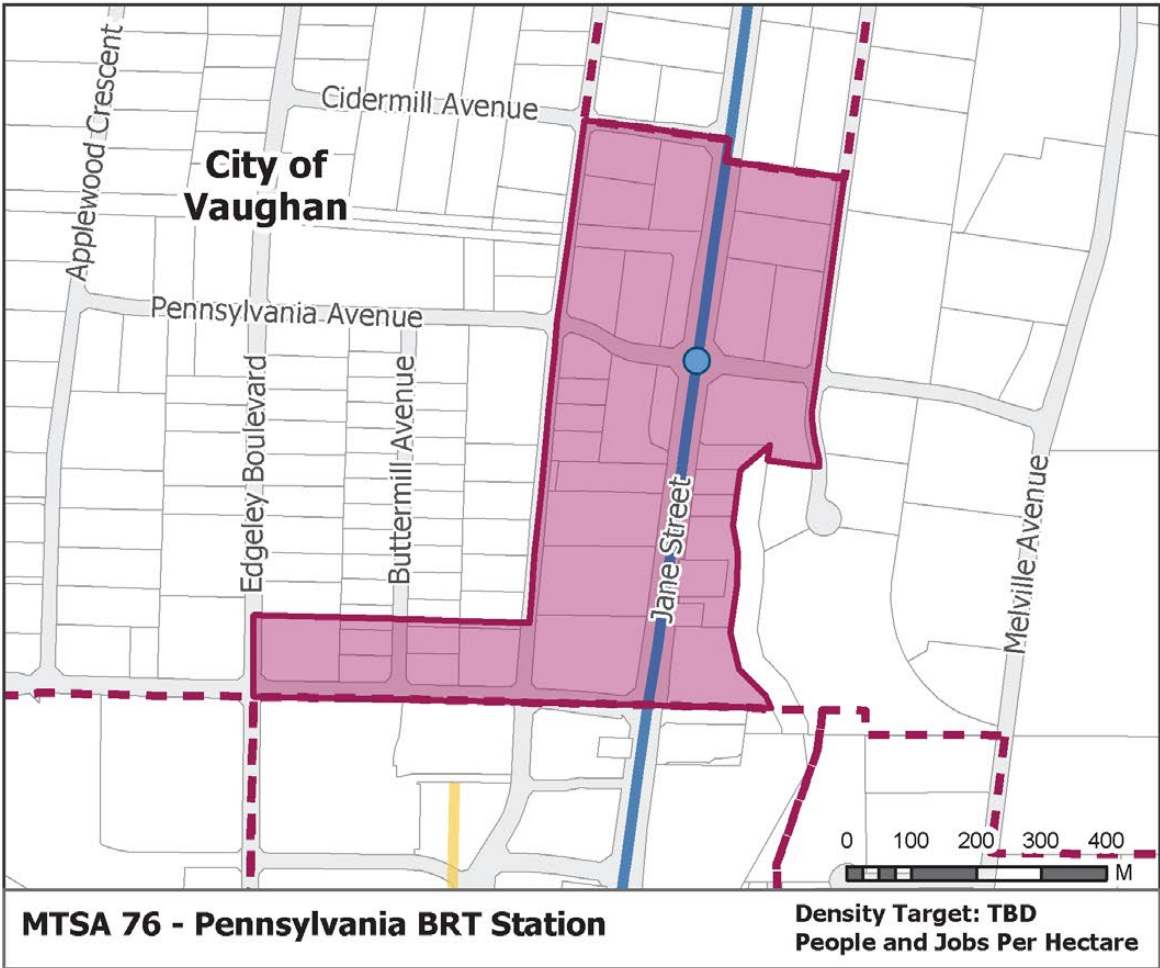 Applewood Crescent
Cidermill Avenue
City of
Vaughan
Pennsylvania Avenue
Edgeley Boulevard
Buttermill Avenue
Jane Street
Melville Avenue
0 100 200 300 400
M
MTSA 76 - Pennsylvania BRT Station
Density Target: TBD
People and Jobs Per Hectare